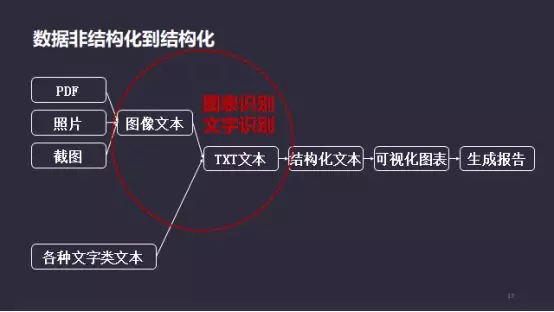 数据非结构化到结构化
PDF
照片
截图
图像文本
图表识别
文字识别
TXT文本
结构化文本
可视化图表
生成报告
各种文字类文本
17